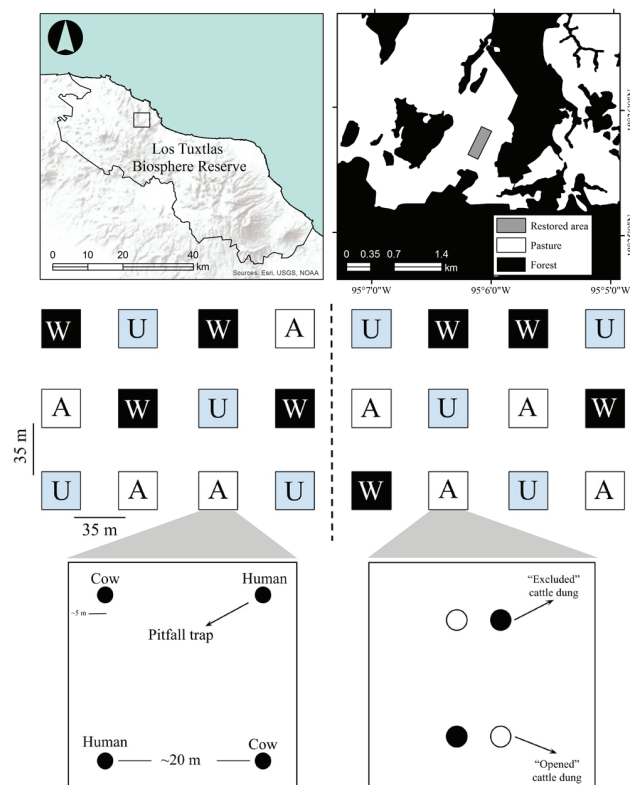 Los Tuxtlas
Biosphere Reserve
0 10 20 40
km
Sources: Esri, USGS, NOAA
Restored area
Pasture
Forest
0 0.35 0.7 1.4
km
95°7'0"W 95°6'0"W 95°5'0"W
W U W A
U W W U
A W U W
A U A W
35 m
U A A U
W A U A
35 m
Cow Human
~5 m
Pitfall trap
Human ~20 m Cow
"Excluded"
cattle dung
"Opened"
cattle dung